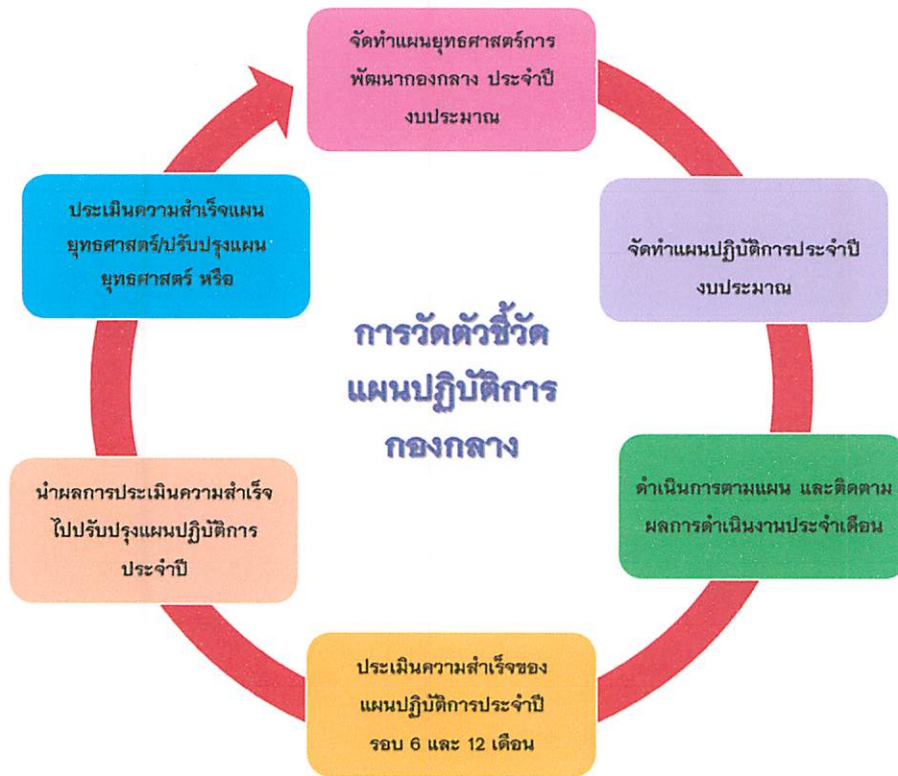 จัดทำแผนยุทธศาสตร์การ
พัฒนากองกลาง ประจำปี
งบประมาณ
ประเมินความสำเร็จแผน
ยุทธศาสตร์/ปรับปรุงแผน
ยุทธศาสตร์ หรือ
จัดทำแผนปฏิบัติการประจำปี
งบประมาณ
การวัดตัวชี้วัด
แผนปฏิบัติการ
กองกลาง
นำผลการประเมินความสำเร็จ
ไปปรับปรุงแผนปฏิบัติการ
ประจำปี
ดำเนินการตามแผน และติดตาม
ผลการดำเนินงานประจำเดือน
ประเมินความสำเร็จของ
แผนปฏิบัติการประจำปี
รอบ 6 และ 12 เดือน